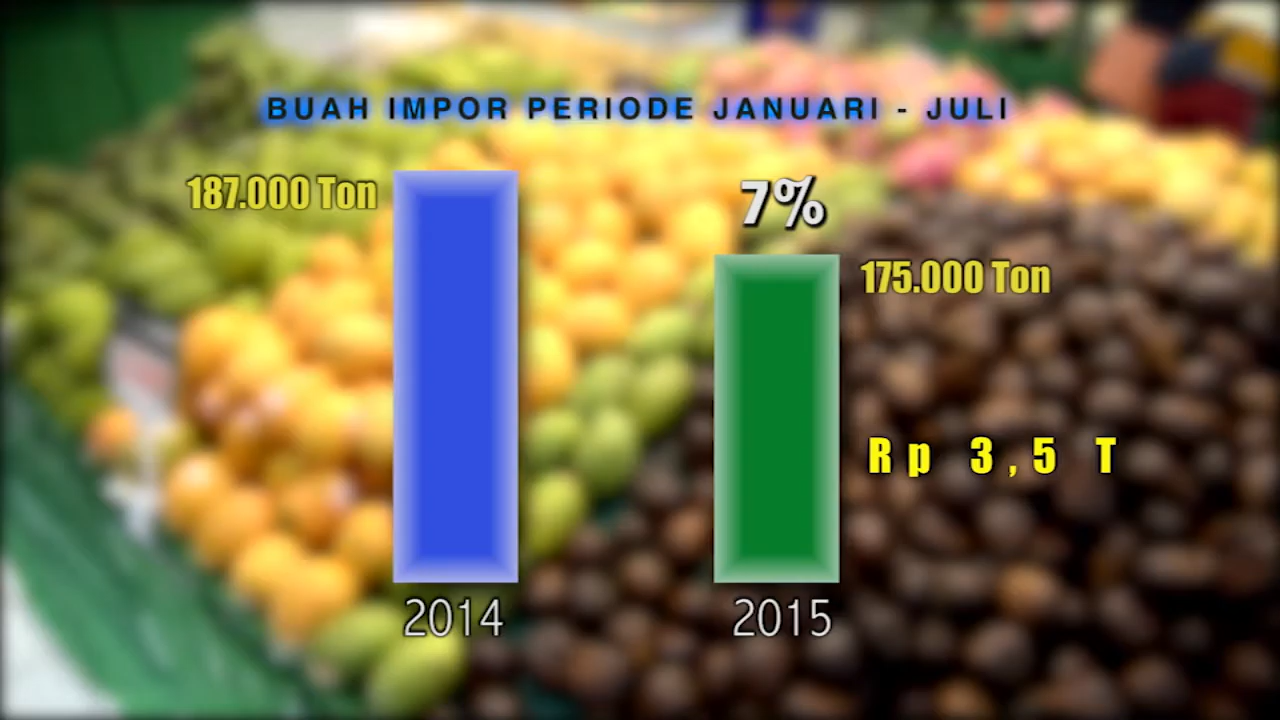 BUAH IMPOR PERIODE JANUARI - JULI
187.000 Ton
7%
175.000 Ton
Rp 3,5 T
2014
2015